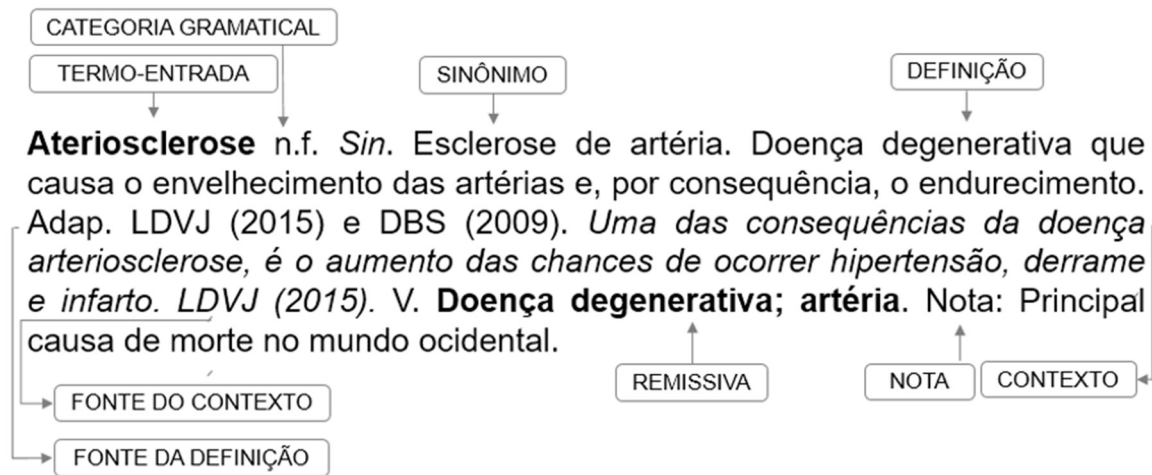 CATEGORIA GRAMATICAL
TERMO-ENTRADA
SINÔNIMO
DEFINIÇÃO
Ateriosclerose n.f. Sin. Esclerose de artéria. Doença degenerativa que
causa o envelhecimento das artérias e, por consequência, o endurecimento.
Adap. LDVJ (2015) e DBS (2009). Uma das consequências da doença
arteriosclerose, é o aumento das chances de ocorrer hipertensão, derrame
e infarto. LDVJ (2015). V. Doença degenerativa; artéria. Nota: Principal
causa de morte no mundo ocidental.
REMISSIVA
NOTA
CONTEXTO
FONTE DO CONTEXTO
FONTE DA DEFINIÇÃO